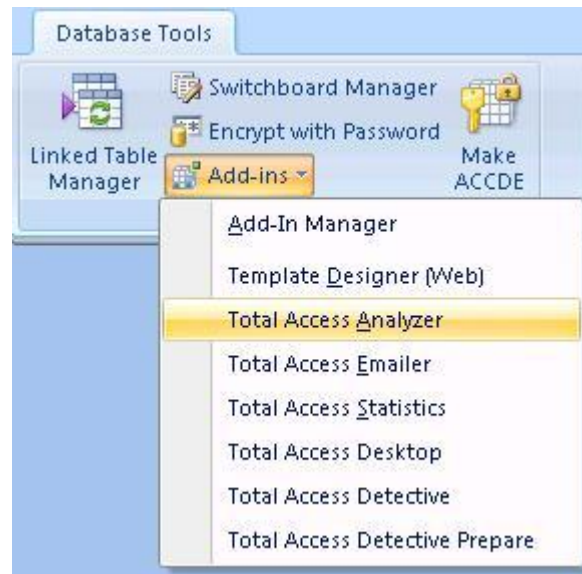 Database Tools
Switchboard Manager
Encrypt with Password
Linked Table
Manager
Add-ins
Make
ACCDE
Add-In Manager
Template Designer (Web)
Total Access Analyzer
Total Access Emailer
Total Access Statistics
Total Access Desktop
Total Access Detective
Total Access Detective Prepare